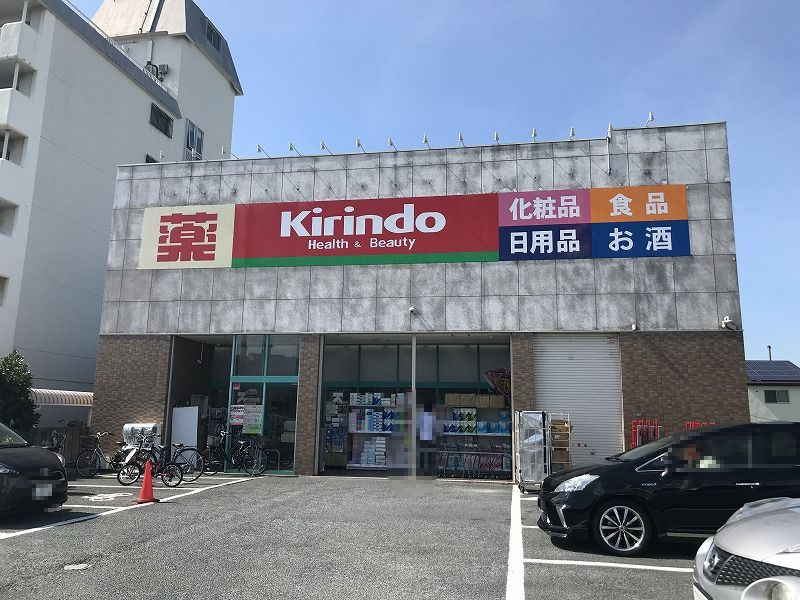 薬
Kirindo
Health & Beauty
化粧品
食品
日用品
お酒